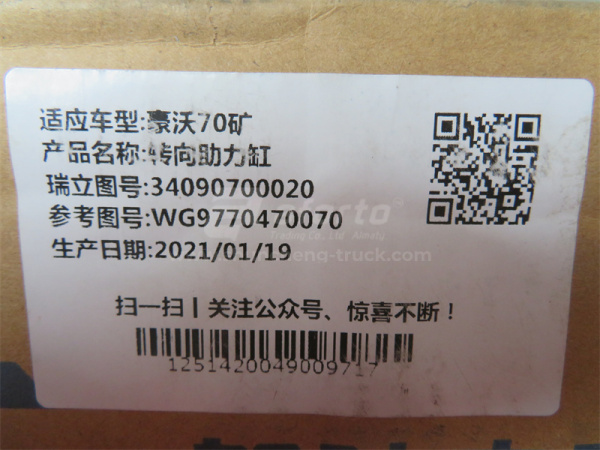 适应车型:豪沃70矿
产品名称:转向助力缸
瑞立图号:34090700020
参考图号:WG9770470070
生产日期:2021/01/19
扫一扫丨关注公众号、惊喜不断！
1251420049009717